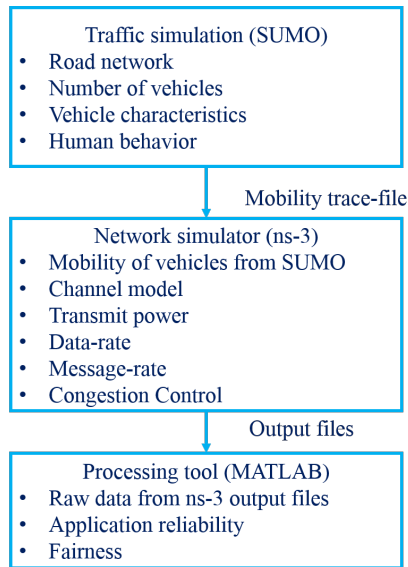 Traffic simulation (SUMO)
• Road network
• Number of vehicles
• Vehicle characteristics
• Human behavior
Mobility trace-file
Network simulator (ns-3)
• Mobility of vehicles from SUMO
• Channel model
• Transmit power
• Data-rate
• Message-rate
• Congestion Control
Output files
Processing tool (MATLAB)
• Raw data from ns-3 output files
• Application reliability
• Fairness